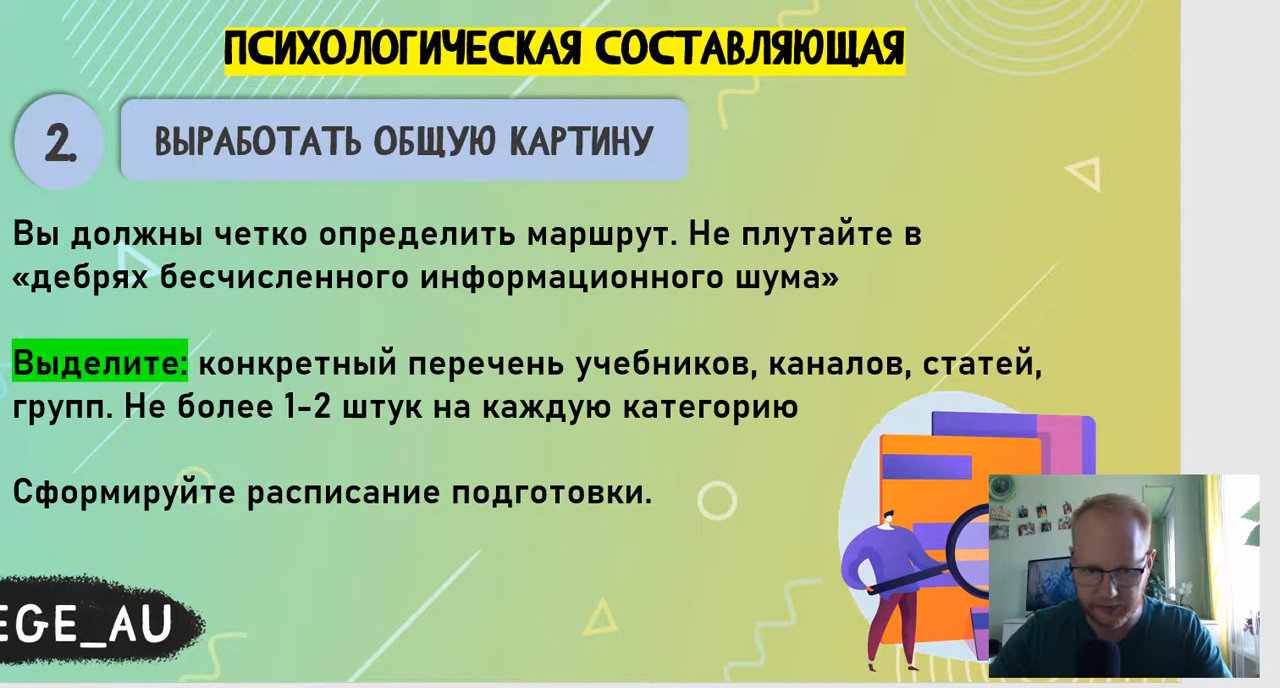 ПСИХОЛОГИЧЕСКАЯ СОСТАВЛЯЮЩАЯ
2.
ВЫРАБОТАТЬ ОБЩУЮ КАРТИНУ
Вы должны четко определить маршрут. Не плутайте в
«дебрях бесчисленного информационного шума»
Выделите: конкретный перечень учебников, каналов, статей,
групп. Не более 1-2 штук на каждую категорию
Сформируйте расписание подготовки.
EGE_AU